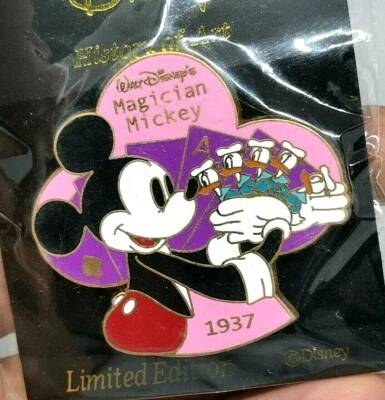 History of Art
WALT DISNEY'S
Magician
Mickey
A
1937
©Disney
Limited Edition